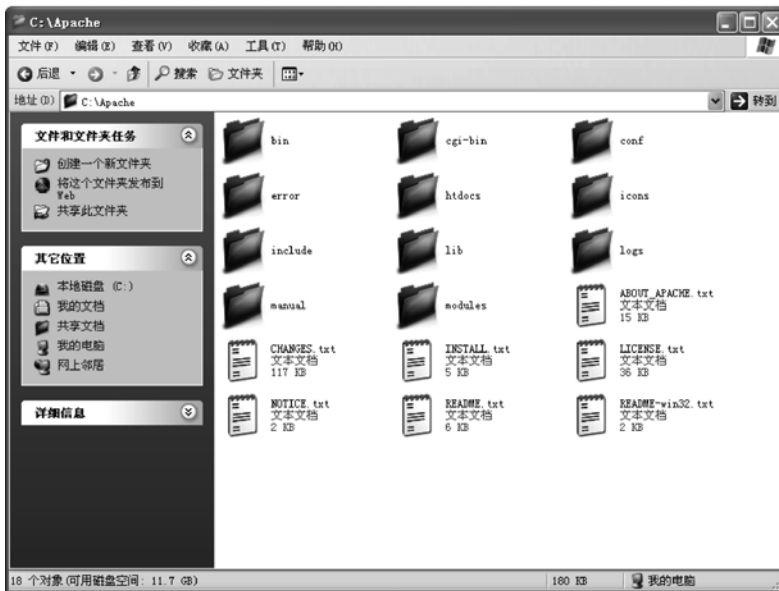 C:\Apache
文件(F) 编辑(E) 查看(V) 收藏(A) 工具(T) 帮助(H)
后退 搜索 文件夹
地址(D) C:\Apache 转到
文件和文件夹任务
创建一个新文件夹
将这个文件夹发布到
Web
共享此文件夹
其它位置
本地磁盘 (C:)
我的文档
共享文档
我的电脑
网上邻居
详细信息
bin
cgi-bin
conf
error
htdocs
icons
include
lib
logs
manual
modules
ABOUT_APACHE.txt
文本文档
15 KB
CHANGES.txt
文本文档
117 KB
INSTALL.txt
文本文档
5 KB
LICENSE.txt
文本文档
36 KB
NOTICE.txt
文本文档
2 KB
README.txt
文本文档
6 KB
README-win32.txt
文本文档
2 KB
18 个对象(可用磁盘空间: 11.7 GB) 180 KB 我的电脑